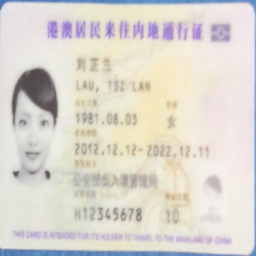 港澳居民来往内地通行证
刘芷兰
LAU, TSZ LAN
1981.08.03 女
2012.12.12-2022.12.11
公安部出入境管理局
H12345678 10
THIS CARD IS INTENDED FOR ITS HOLDER TO TRAVEL TO THE MAINLAND OF CHINA